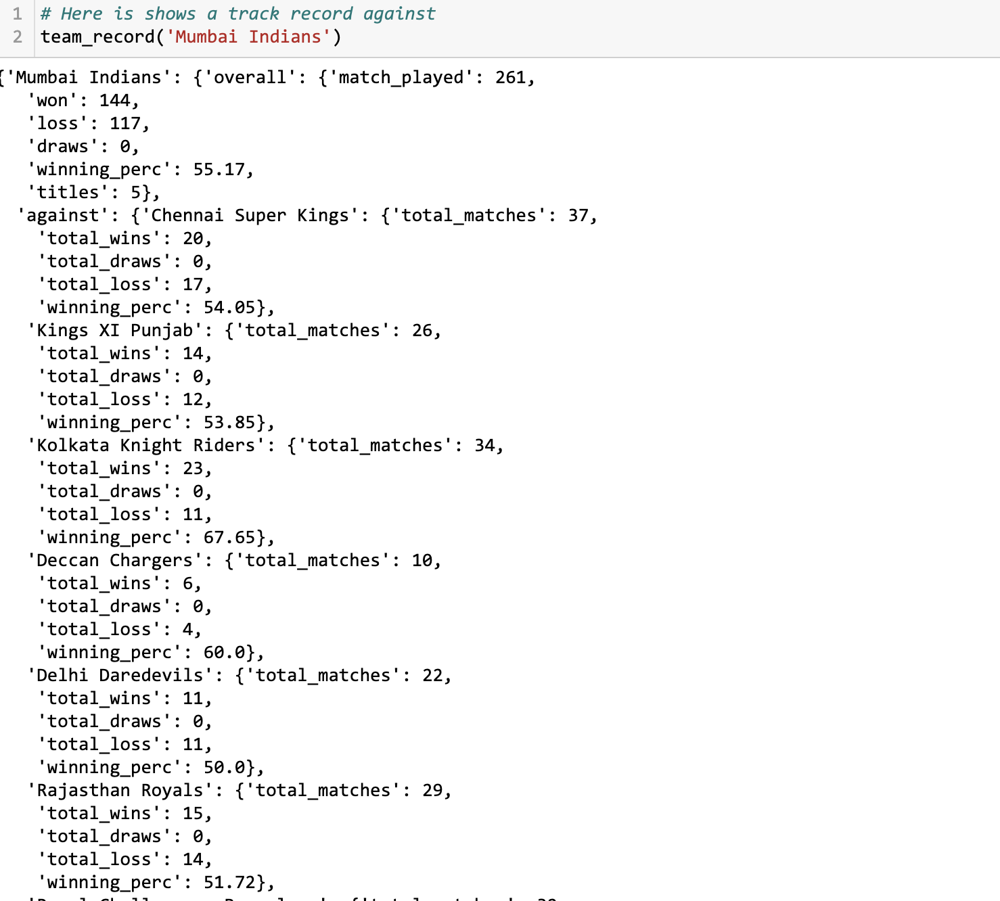 1 # Here is shows a track record against
2 team_record('Mumbai Indians')
{'Mumbai Indians': {'overall': {'match_played': 261,
'won': 144,
'loss': 117,
'draws': 0,
'winning_perc': 55.17,
'titles': 5},
'against': {'Chennai Super Kings': {'total_matches': 37,
'total_wins': 20,
'total_draws': 0,
'total_loss': 17,
'winning_perc': 54.05},
'Kings XI Punjab': {'total_matches': 26,
'total_wins': 14,
'total_draws': 0,
'total_loss': 12,
'winning_perc': 53.85},
'Kolkata Knight Riders': {'total_matches': 34,
'total_wins': 23,
'total_draws': 0,
'total_loss': 11,
'winning_perc': 67.65},
'Deccan Chargers': {'total_matches': 10,
'total_wins': 6,
'total_draws': 0,
'total_loss': 4,
'winning_perc': 60.0},
'Delhi Daredevils': {'total_matches': 22,
'total_wins': 11,
'total_draws': 0,
'total_loss': 11,
'winning_perc': 50.0},
'Rajasthan Royals': {'total_matches': 29,
'total_wins': 15,
'total_draws': 0,
'total_loss': 14,
'winning_perc': 51.72},